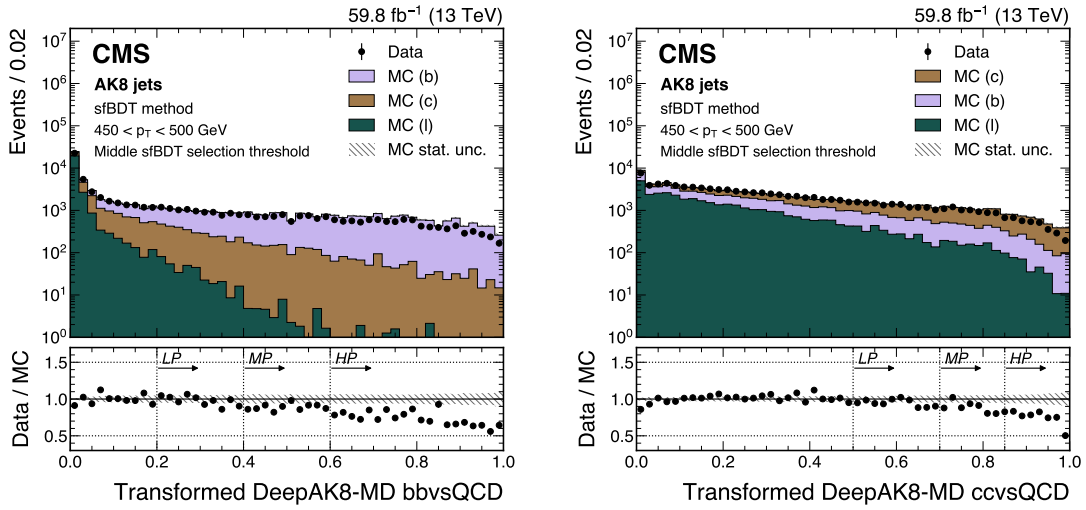 59.8 fb⁻¹ (13 TeV)
Events / 0.02
10⁷
10⁶
10⁵
10⁴
10³
10²
10¹
10⁰
CMS
AK8 jets
sfBDT method
450 < p_T < 500 GeV
Middle sfBDT selection threshold
Data
MC (b)
MC (c)
MC (l)
MC stat. unc.
Data / MC
1.5
1.0
0.5
LP
MP
HP
0.0 0.2 0.4 0.6 0.8 1.0
Transformed DeepAK8-MD bbvsQCD
59.8 fb⁻¹ (13 TeV)
Events / 0.02
10⁷
10⁶
10⁵
10⁴
10³
10²
10¹
10⁰
CMS
AK8 jets
sfBDT method
450 < p_T < 500 GeV
Middle sfBDT selection threshold
Data
MC (c)
MC (b)
MC (l)
MC stat. unc.
Data / MC
1.5
1.0
0.5
LP
MP
HP
0.0 0.2 0.4 0.6 0.8 1.0
Transformed DeepAK8-MD ccvsQCD